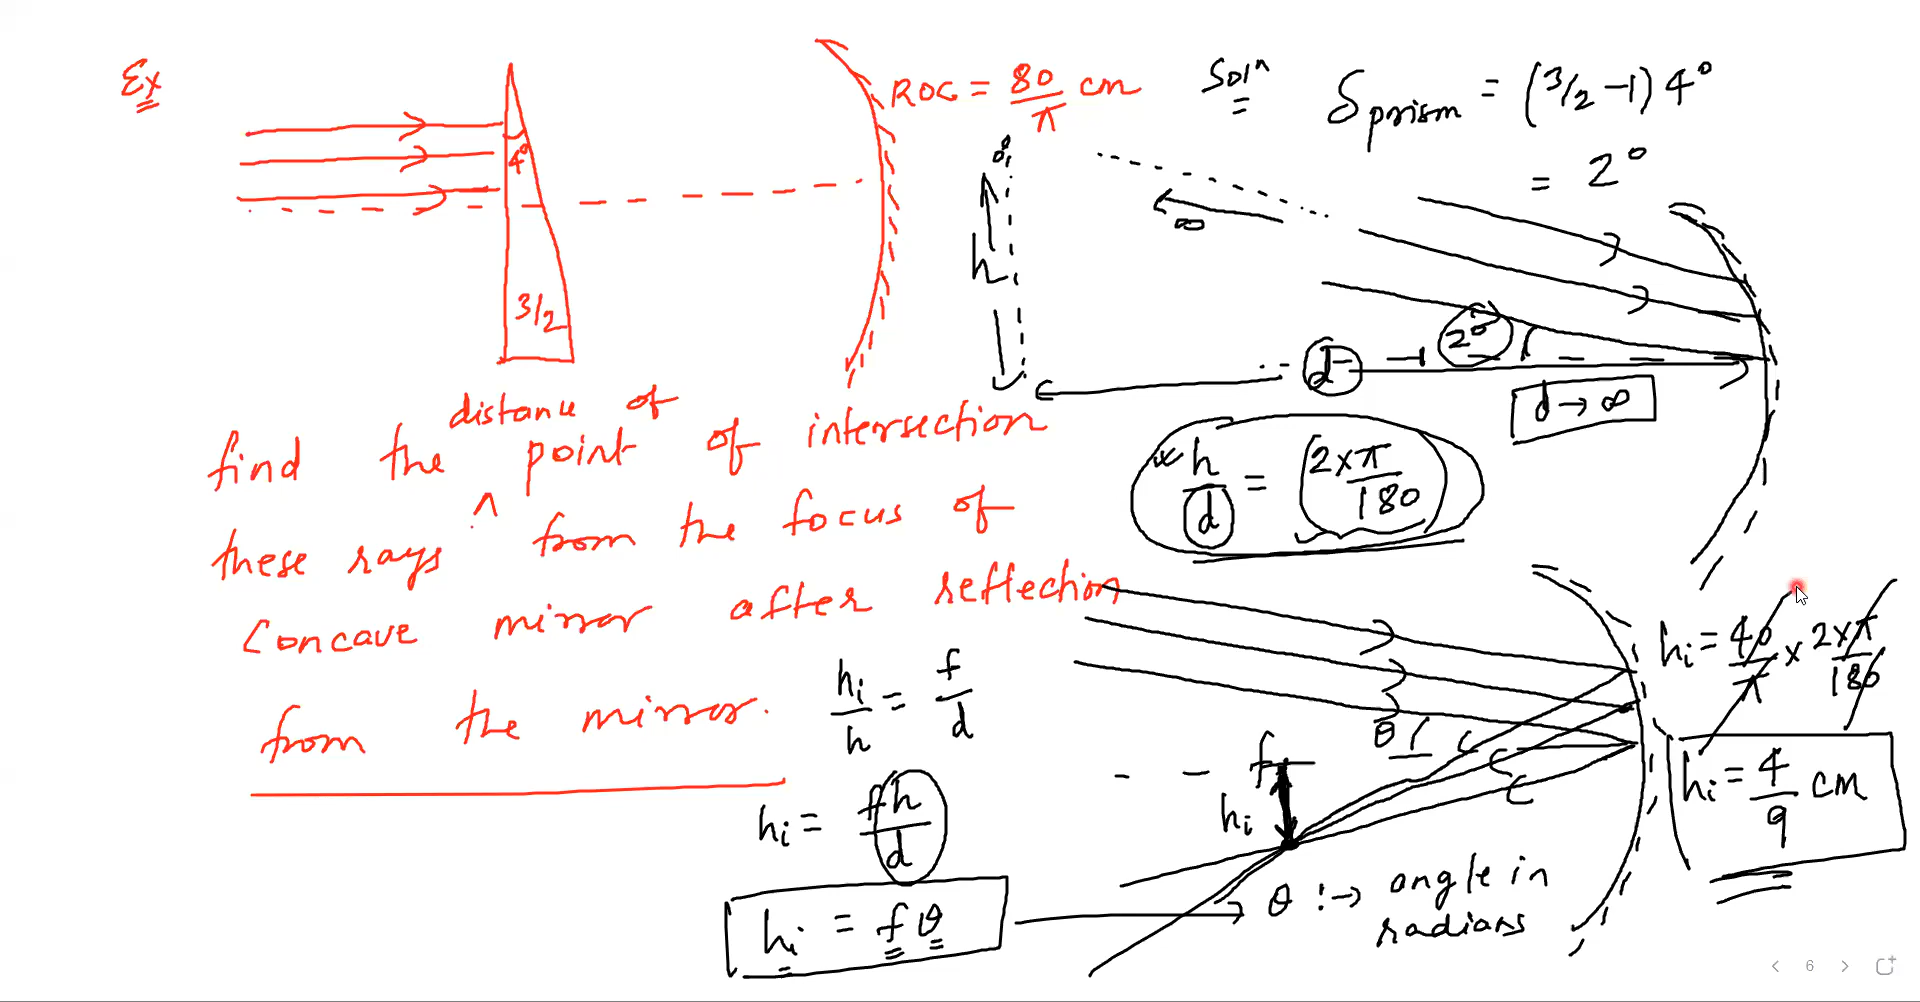 Ex
4°
3/2
ROC = 80/π cm
find the distance of point of intersection
these rays ^ from the focus of
concave mirror after reflection
from the mirror.
Solⁿ
δprism = (3/2 -1) 4°
= 2°
∞
h
2°
d
d → ∞
h/d = (2×π/180)
hi/h = f/d
hi = fh/d
hi = fθ
θ
f
hi
θ :→ angle in
radians
hi = 40/π × 2×π/180
hi = 4/9 cm
6